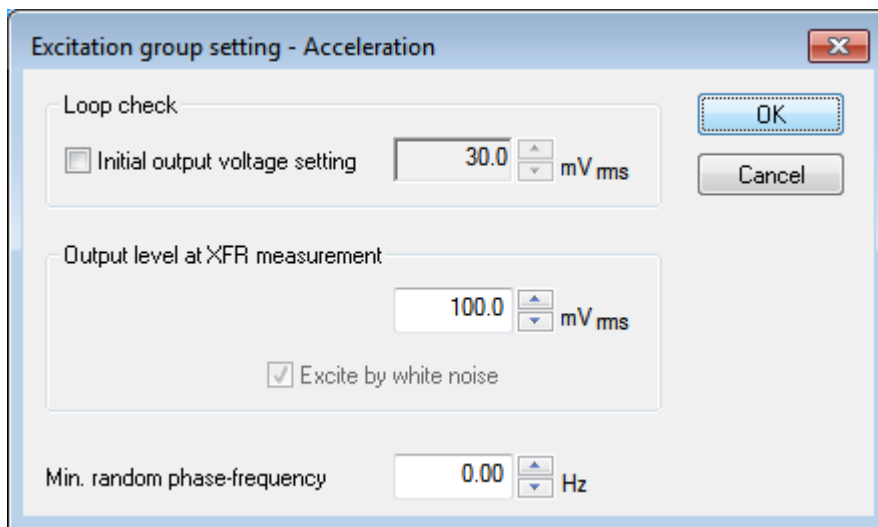 Excitation group setting - Acceleration
Loop check
OK
Initial output voltage setting 30.0 mV rms
Cancel
Output level at XFR measurement
100.0 mV rms
Excite by white noise
Min. random phase-frequency 0.00 Hz